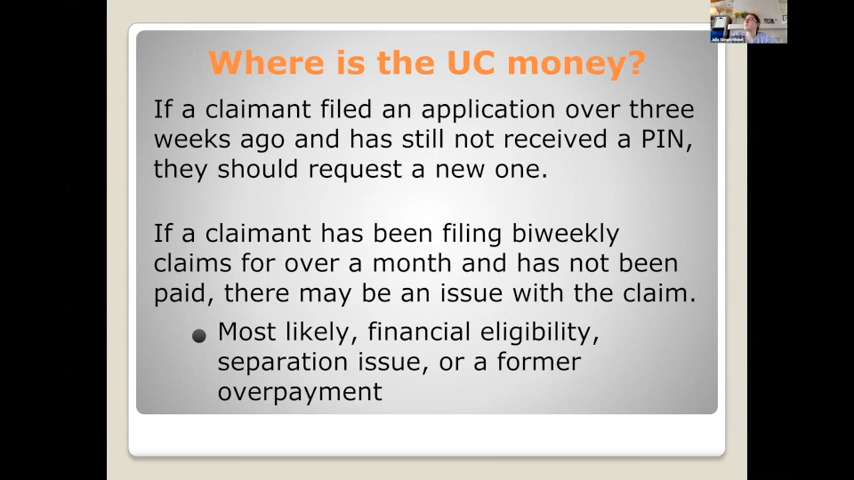 Where is the UC money?
If a claimant filed an application over three
weeks ago and has still not received a PIN,
they should request a new one.
If a claimant has been filing biweekly
claims for over a month and has not been
paid, there may be an issue with the claim.
Most likely, financial eligibility,
separation issue, or a former
overpayment